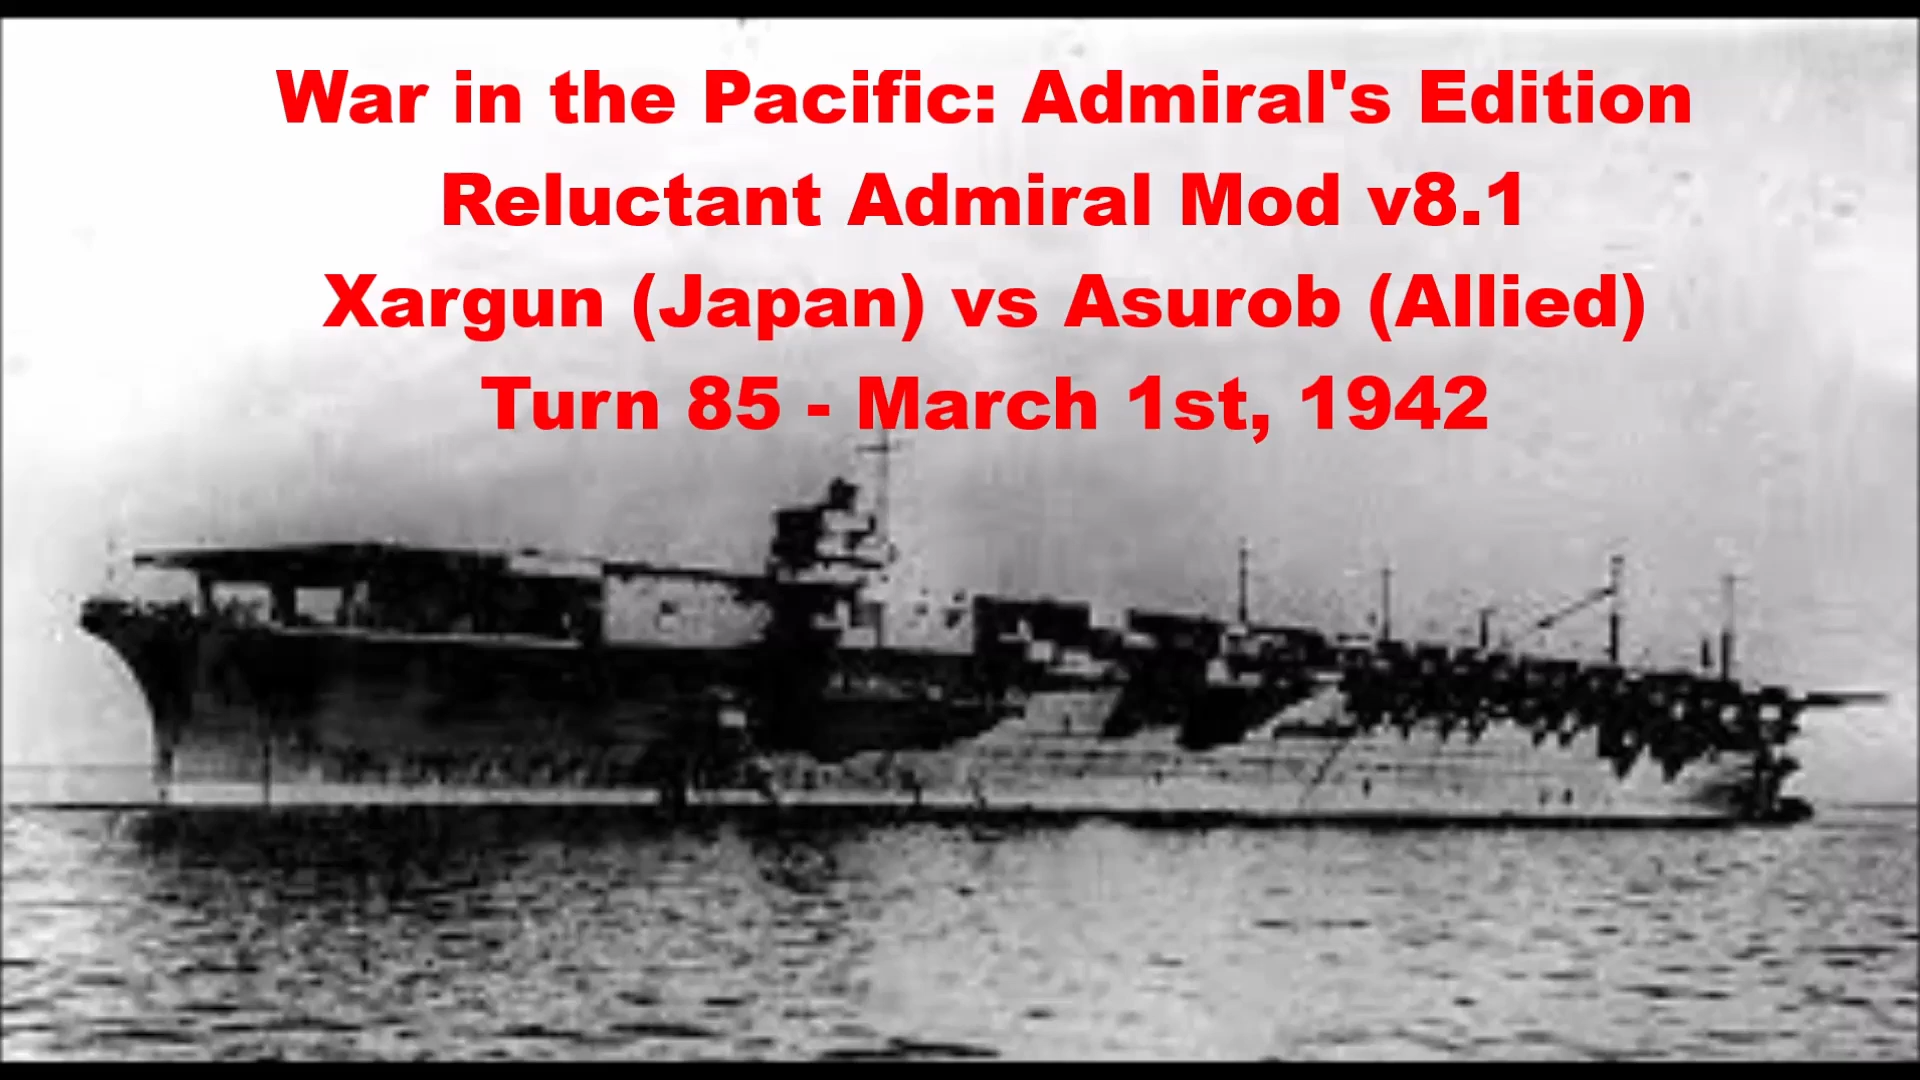 War in the Pacific: Admiral's Edition
Reluctant Admiral Mod v8.1
Xargun (Japan) vs Asurob (Allied)
Turn 85 - March 1st, 1942